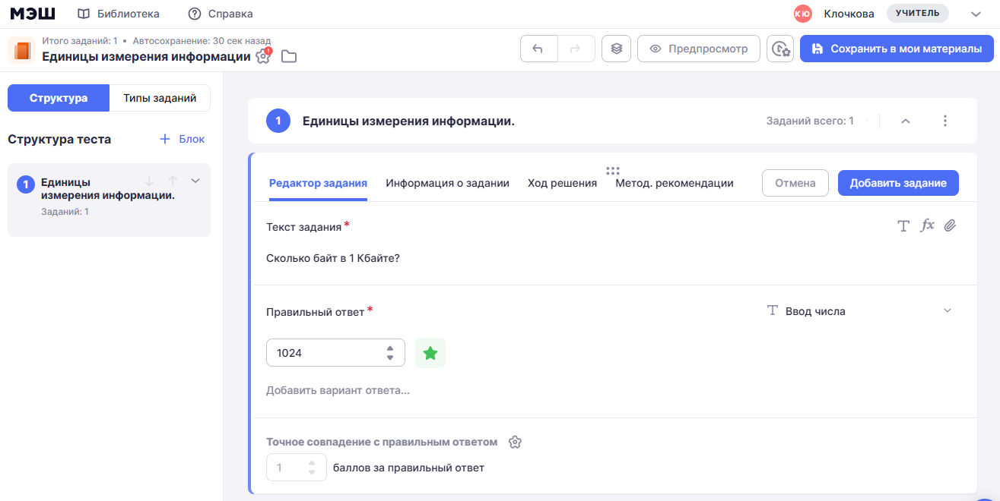 МЭШ Библиотека Справка КЮ Клочкова УЧИТЕЛЬ
Итого заданий: 1 • Автосохранение: 30 сек назад
Единицы измерения информации
Предпросмотр Сохранить в мои материалы
Структура Типы заданий
Структура теста + Блок
1 Единицы
измерения информации.
Заданий: 1
1 Единицы измерения информации. Заданий всего: 1
Редактор задания Информация о задании Ход решения Метод. рекомендации Отмена Добавить задание
Текст задания *
Сколько байт в 1 Кбайте?
Правильный ответ * Ввод числа
1024
Добавить вариант ответа...
Точное совпадение с правильным ответом
1 баллов за правильный ответ